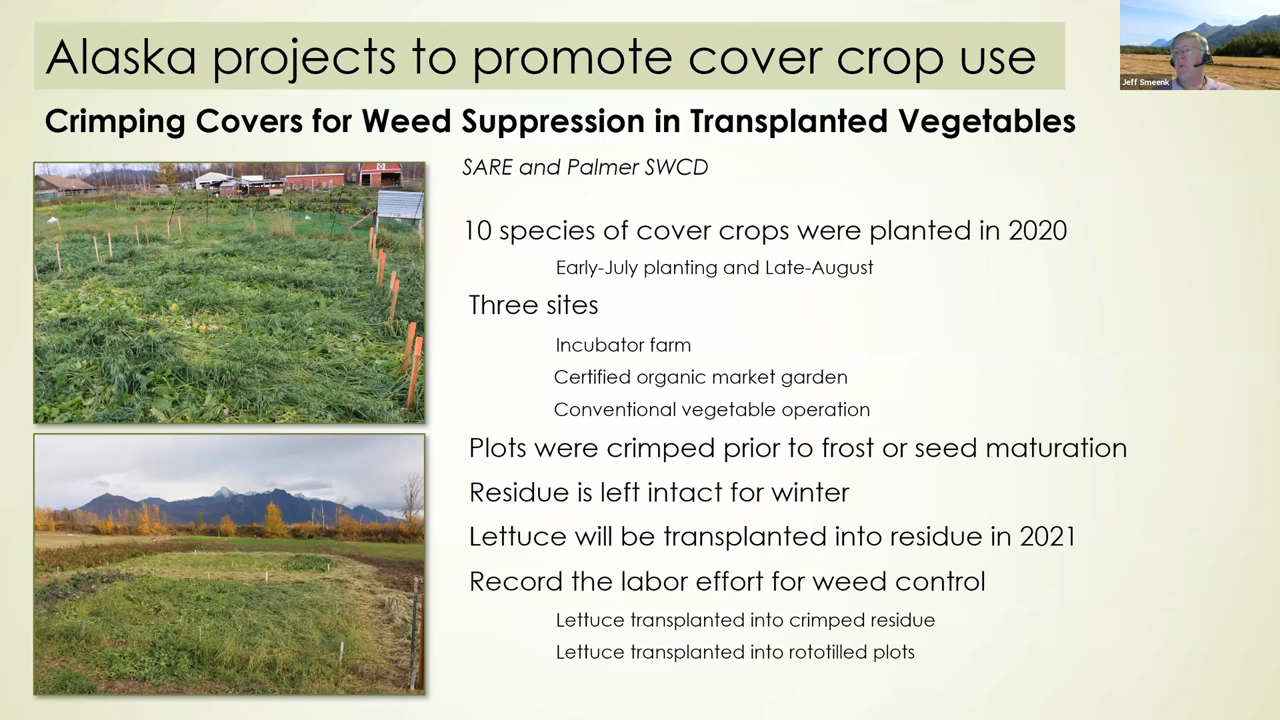 Alaska projects to promote cover crop use
Jeff Smeenk
Crimping Covers for Weed Suppression in Transplanted Vegetables
SARE and Palmer SWCD
10 species of cover crops were planted in 2020
Early-July planting and Late-August
Three sites
Incubator farm
Certified organic market garden
Conventional vegetable operation
Plots were crimped prior to frost or seed maturation
Residue is left intact for winter
Lettuce will be transplanted into residue in 2021
Record the labor effort for weed control
Lettuce transplanted into crimped residue
Lettuce transplanted into rototilled plots